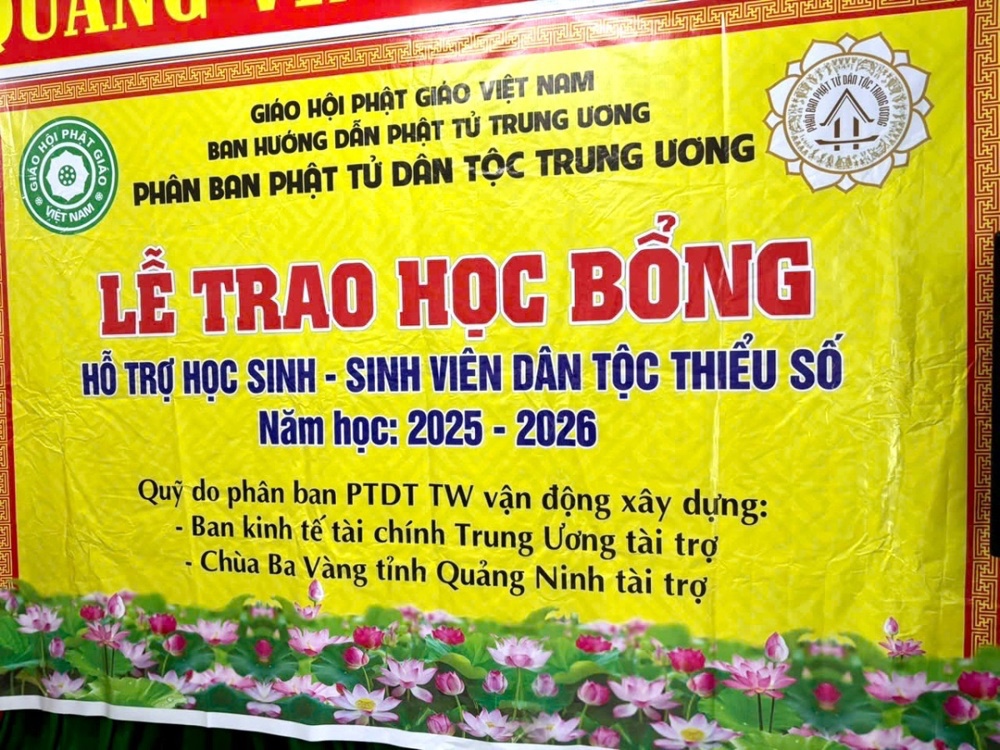 QUANG
GIÁO HỘI PHẬT GIÁO VIỆT NAM
BAN HƯỚNG DẪN PHẬT TỬ TRUNG ƯƠNG
PHÂN BAN PHẬT TỬ DÂN TỘC TRUNG ƯƠNG
GIÁO HỘI PHẬT GIÁO
VIỆT NAM
PHÂN BAN PHẬT TỬ DÂN TỘC TRUNG ƯƠNG
LỄ TRAO HỌC BỔNG
HỖ TRỢ HỌC SINH - SINH VIÊN DÂN TỘC THIỂU SỐ
Năm học: 2025 - 2026
Quỹ do phân ban PTDT TW vận động xây dựng:
- Ban kinh tế tài chính Trung Ương tài trợ
- Chùa Ba Vàng tỉnh Quảng Ninh tài trợ